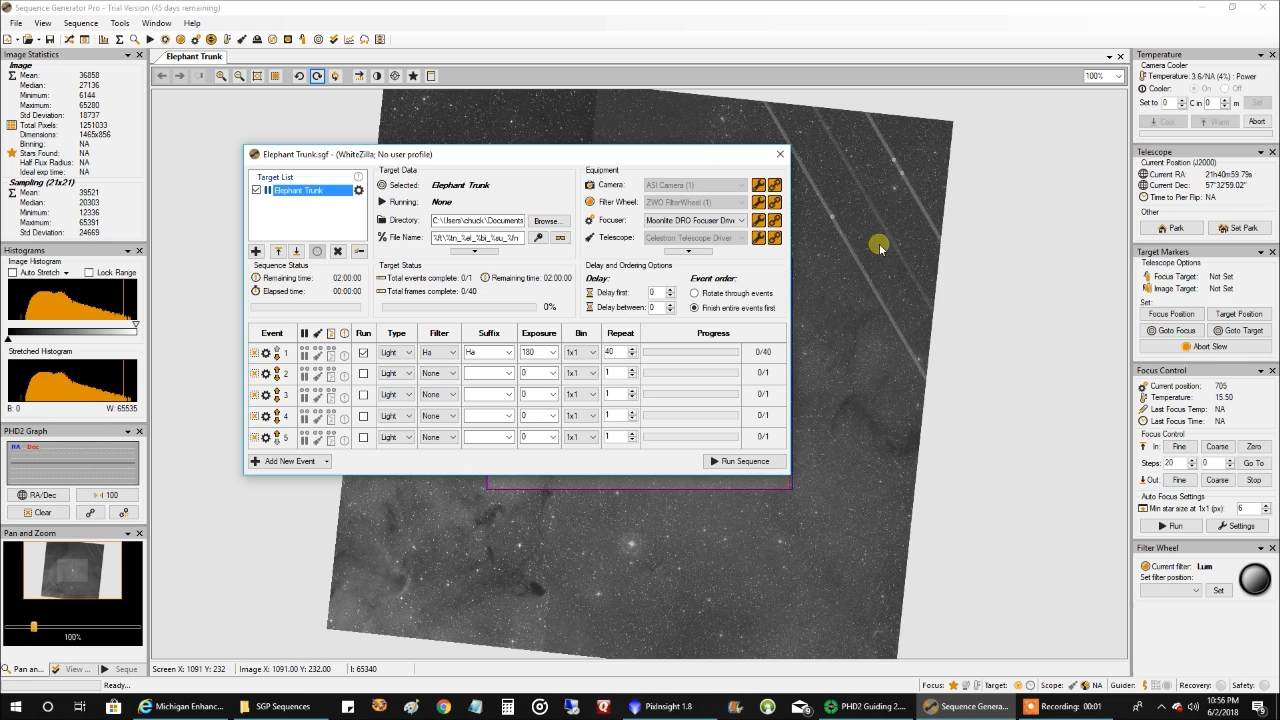 Sequence Generator Pro - Trial Version (45 days remaining)
File View Sequence Tools Window Help
Image Statistics
Image
Mean: 36858
Median: 27136
Minimum: 6144
Maximum: 65280
Std Deviation: 18737
Total Pixels: 1251033
Dimensions: 1465x856
Binning: NA
Stars Found: NA
Half Flux Radius: NA
Ideal exp time: NA
Sampling (21x21)
Mean: 39521
Median: 20303
Minimum: 12336
Maximum: 65391
Std Deviation: 24669
Histograms
Image Histogram
Auto Stretch Lock Range
Stretched Histogram
B: 0 W: 65535
PHD2 Graph
RA/ Dec
RA/Dec 100
Clear
Pan and Zoom
100%
Pan an... View ... Seque
Ready...
Elephant Trunk
100%
Elephant Trunk.sgf - (WhiteZilla; No user profile)
Target List
Elephant Trunk
Target Data
Selected: Elephant Trunk
Running: None
Directory: C:\Users\chuck\Documents Browse...
File Name: %ft\%tn_%el_%bi_%su_%fn
Equipment
Camera: ASI Camera (1)
Filter Wheel: ZWO FilterWheel (1)
Focuser: Moonlite DRO Focuser Drive
Telescope: Celestron Telescope Driver
Sequence Status
Remaining time: 02:00:00
Elapsed time: 00:00:00
Target Status
Total events complete: 0/1 Remaining time: 02:00:00
Total frames complete: 0/40
0%
Delay and Ordering Options
Delay: Event order:
Delay first: 0 Rotate through events
Delay between: 0 Finish entire events first
Event Run Type Filter Suffix Exposure Bin Repeat Progress
1 Light Ha Ha 180 1x1 40 0/40
2 Light None 0 1x1 1 0/1
3 Light None 0 1x1 1 0/1
4 Light None 0 1x1 1 0/1
5 Light None 0 1x1 1 0/1
Add New Event Run Sequence
Screen X: 1091 Y: 232 Image X: 1091.00 Y: 232.00 I: 65340
Temperature
Camera Cooler
Temperature: 3.6/NA (4%) : Power
Cooler: On Off
Set to 0 C in 0 m Set
Cool Warm Abort
Telescope
Current Position (J2000)
Current RA: 21h40m59.79s
Current DEC: 57°32'59.02"
Time to Pier Flip: NA
Other
Park Set Park
Target Markers
Telescope Options
Focus Target: Not Set
Image Target: Not Set
Set:
Focus Position Target Position
Goto Focus Goto Target
Abort Slew
Focus Control
Current position: 705
Temperature: 15.50
Last Focus Temp: NA
Last Focus Time: NA
Focus Control
In: Fine Coarse Zero
Steps: 20 0 Go To
Out: Fine Coarse Stop
Auto Focus Settings
Min star size at 1x1 (px): 6
Run Settings
Filter Wheel
Current filter: Lum
Set filter position:
Set
Focus: Target: Scope: NA Guider: Recovery: Safety:
Michigan Enhanc... SGP Sequences PixInsight 1.8 PHD2 Guiding 2.... Sequence Genera... Recording: 00:01
10:56 PM
6/2/2018